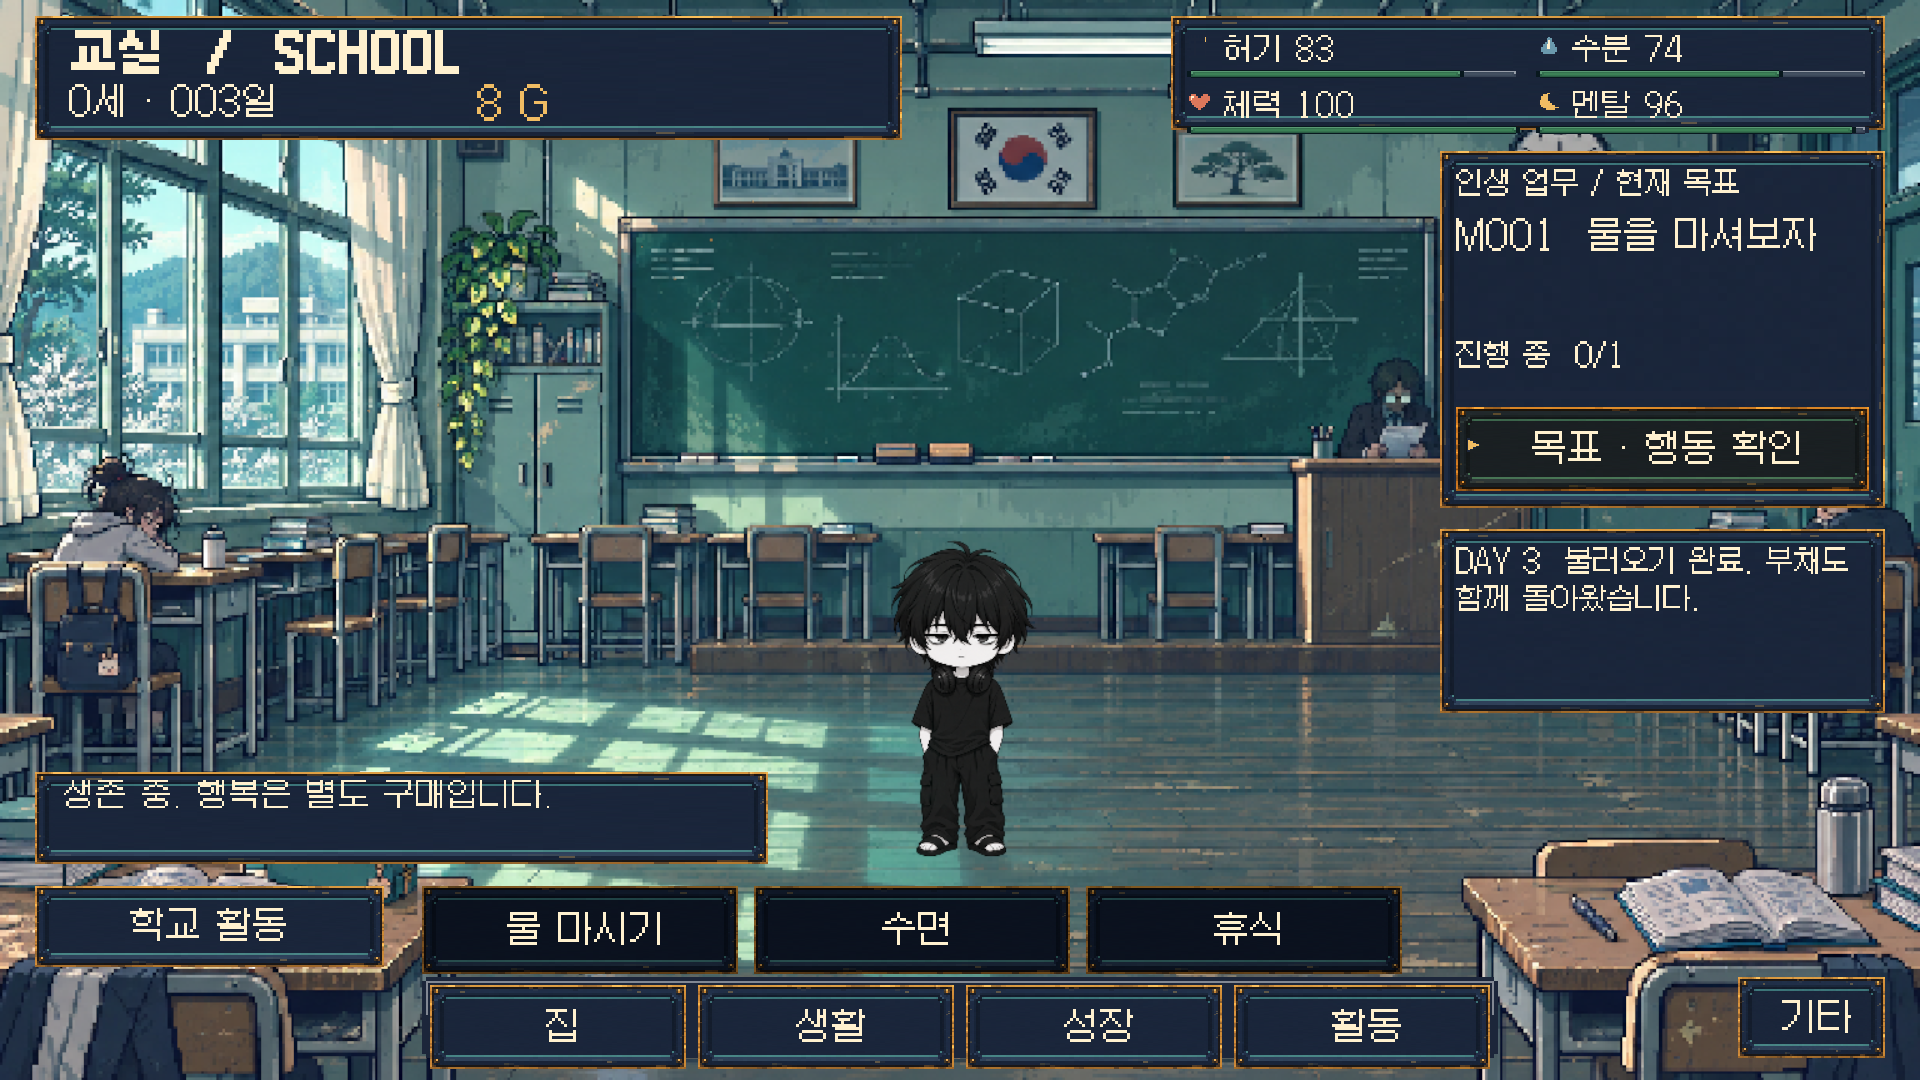 교실 / SCHOOL
0세 · 003일 8 G
허기 83 수분 74
체력 100 멘탈 96
인생 업무 / 현재 목표
M001 물을 마셔보자
진행 중 0/1
목표 · 행동 확인
DAY 3 불러오기 완료. 부채도
함께 돌아왔습니다.
생존 중. 행복은 별도 구매입니다.
학교 활동 물 마시기 수면 휴식
집 생활 성장 활동 기타